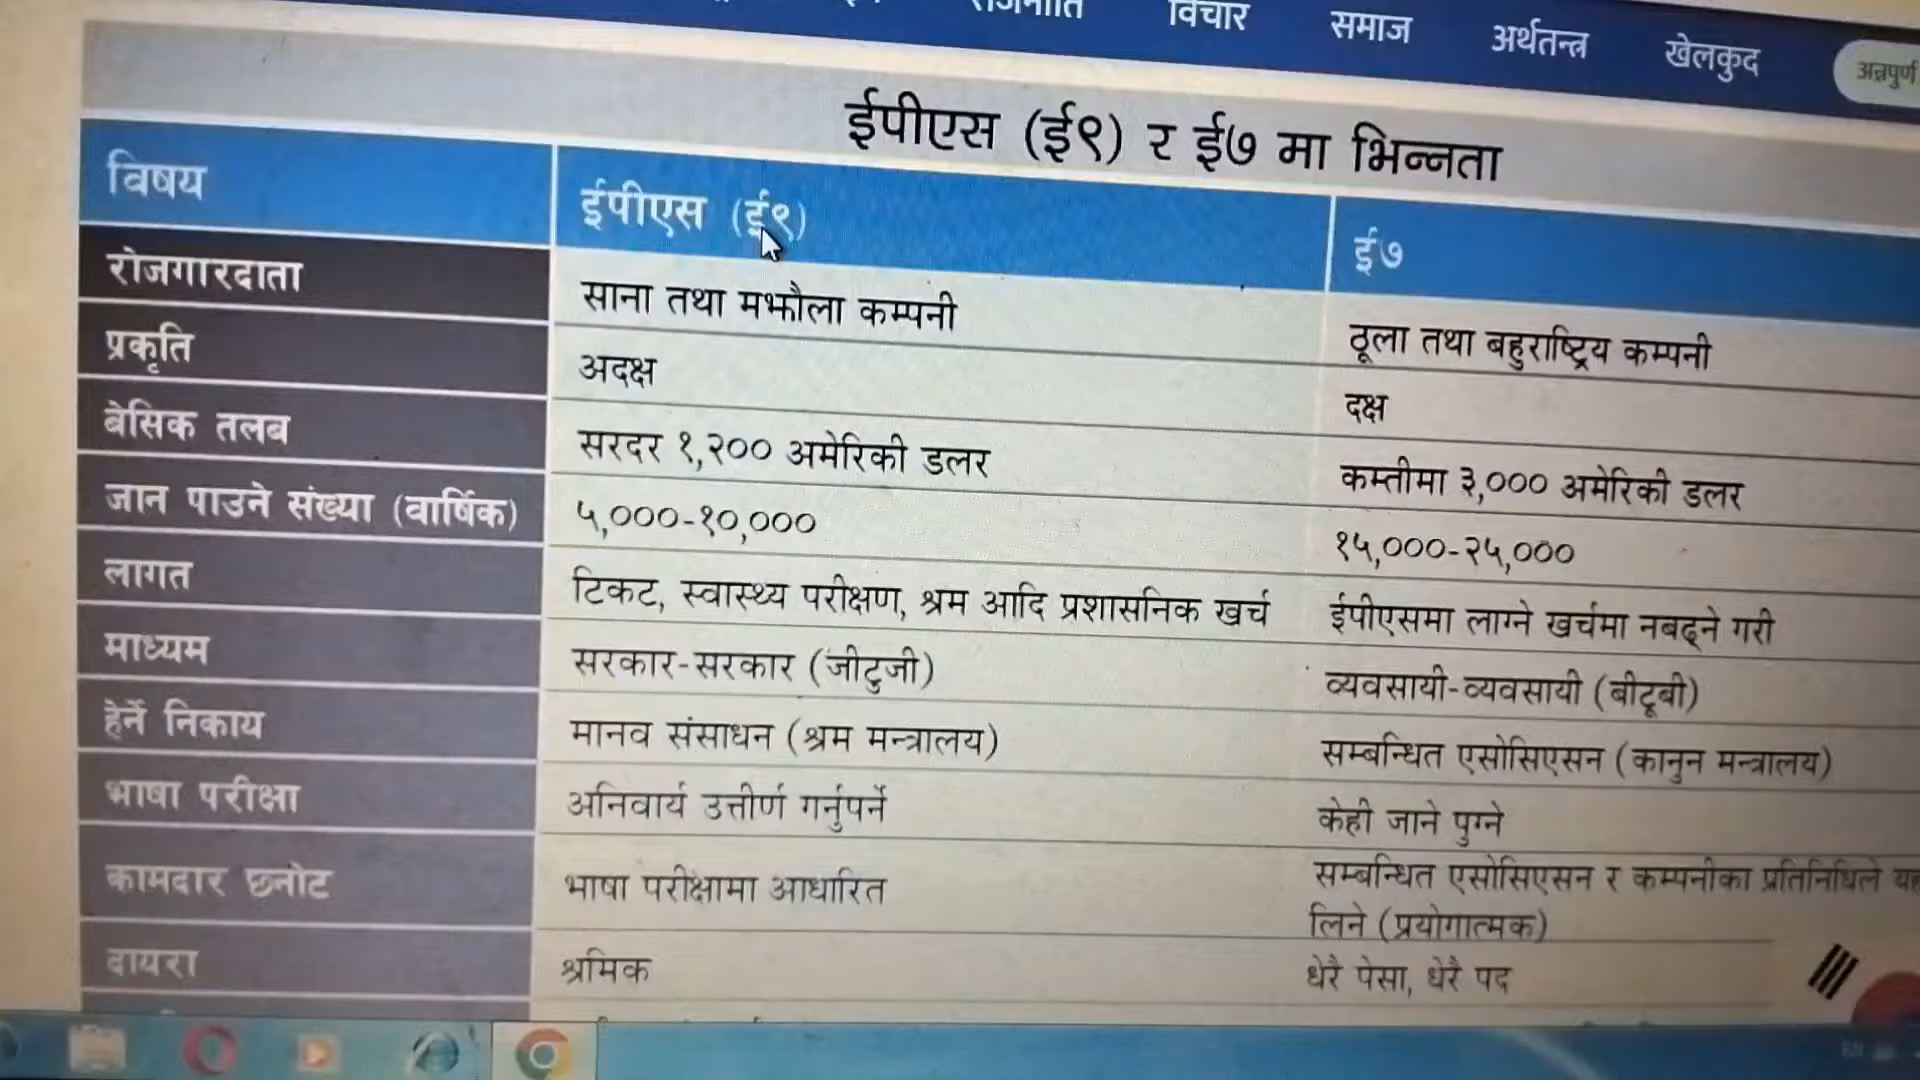 विचार
समाज
अर्थतन्त्र
खेलकुद
ईपीएस (ई९) र ई७ मा भिन्नता
विषय
ईपीएस (ई९)
ई७
रोजगारदाता
साना तथा मझौला कम्पनी
ठूला तथा बहुराष्ट्रिय कम्पनी
प्रकृति
अदक्ष
दक्ष
बेसिक तलब
सरदर १,२०० अमेरिकी डलर
कम्तीमा ३,००० अमेरिकी डलर
जान पाउने संख्या (वार्षिक)
५,०००-१०,०००
१५,०००-२५,०००
लागत
टिकट, स्वास्थ्य परीक्षण, श्रम आदि प्रशासनिक खर्च
ईपीएसमा लाग्ने खर्चमा नबढ्ने गरी
माध्यम
सरकार-सरकार (जीटुजी)
व्यवसायी-व्यवसायी (बीटूबी)
हेर्ने निकाय
मानव संसाधन (श्रम मन्त्रालय)
सम्बन्धित एसोसिएसन (कानुन मन्त्रालय)
भाषा परीक्षा
अनिवार्य उत्तीर्ण गर्नुपर्ने
केही जाने पुग्ने
कामदार छनोट
भाषा परीक्षामा आधारित
सम्बन्धित एसोसिएसन र कम्पनीका प्रतिनिधिले
लिने (प्रयोगात्मक)
दायरा
श्रमिक
धेरै पेसा, धेरै पद
EN